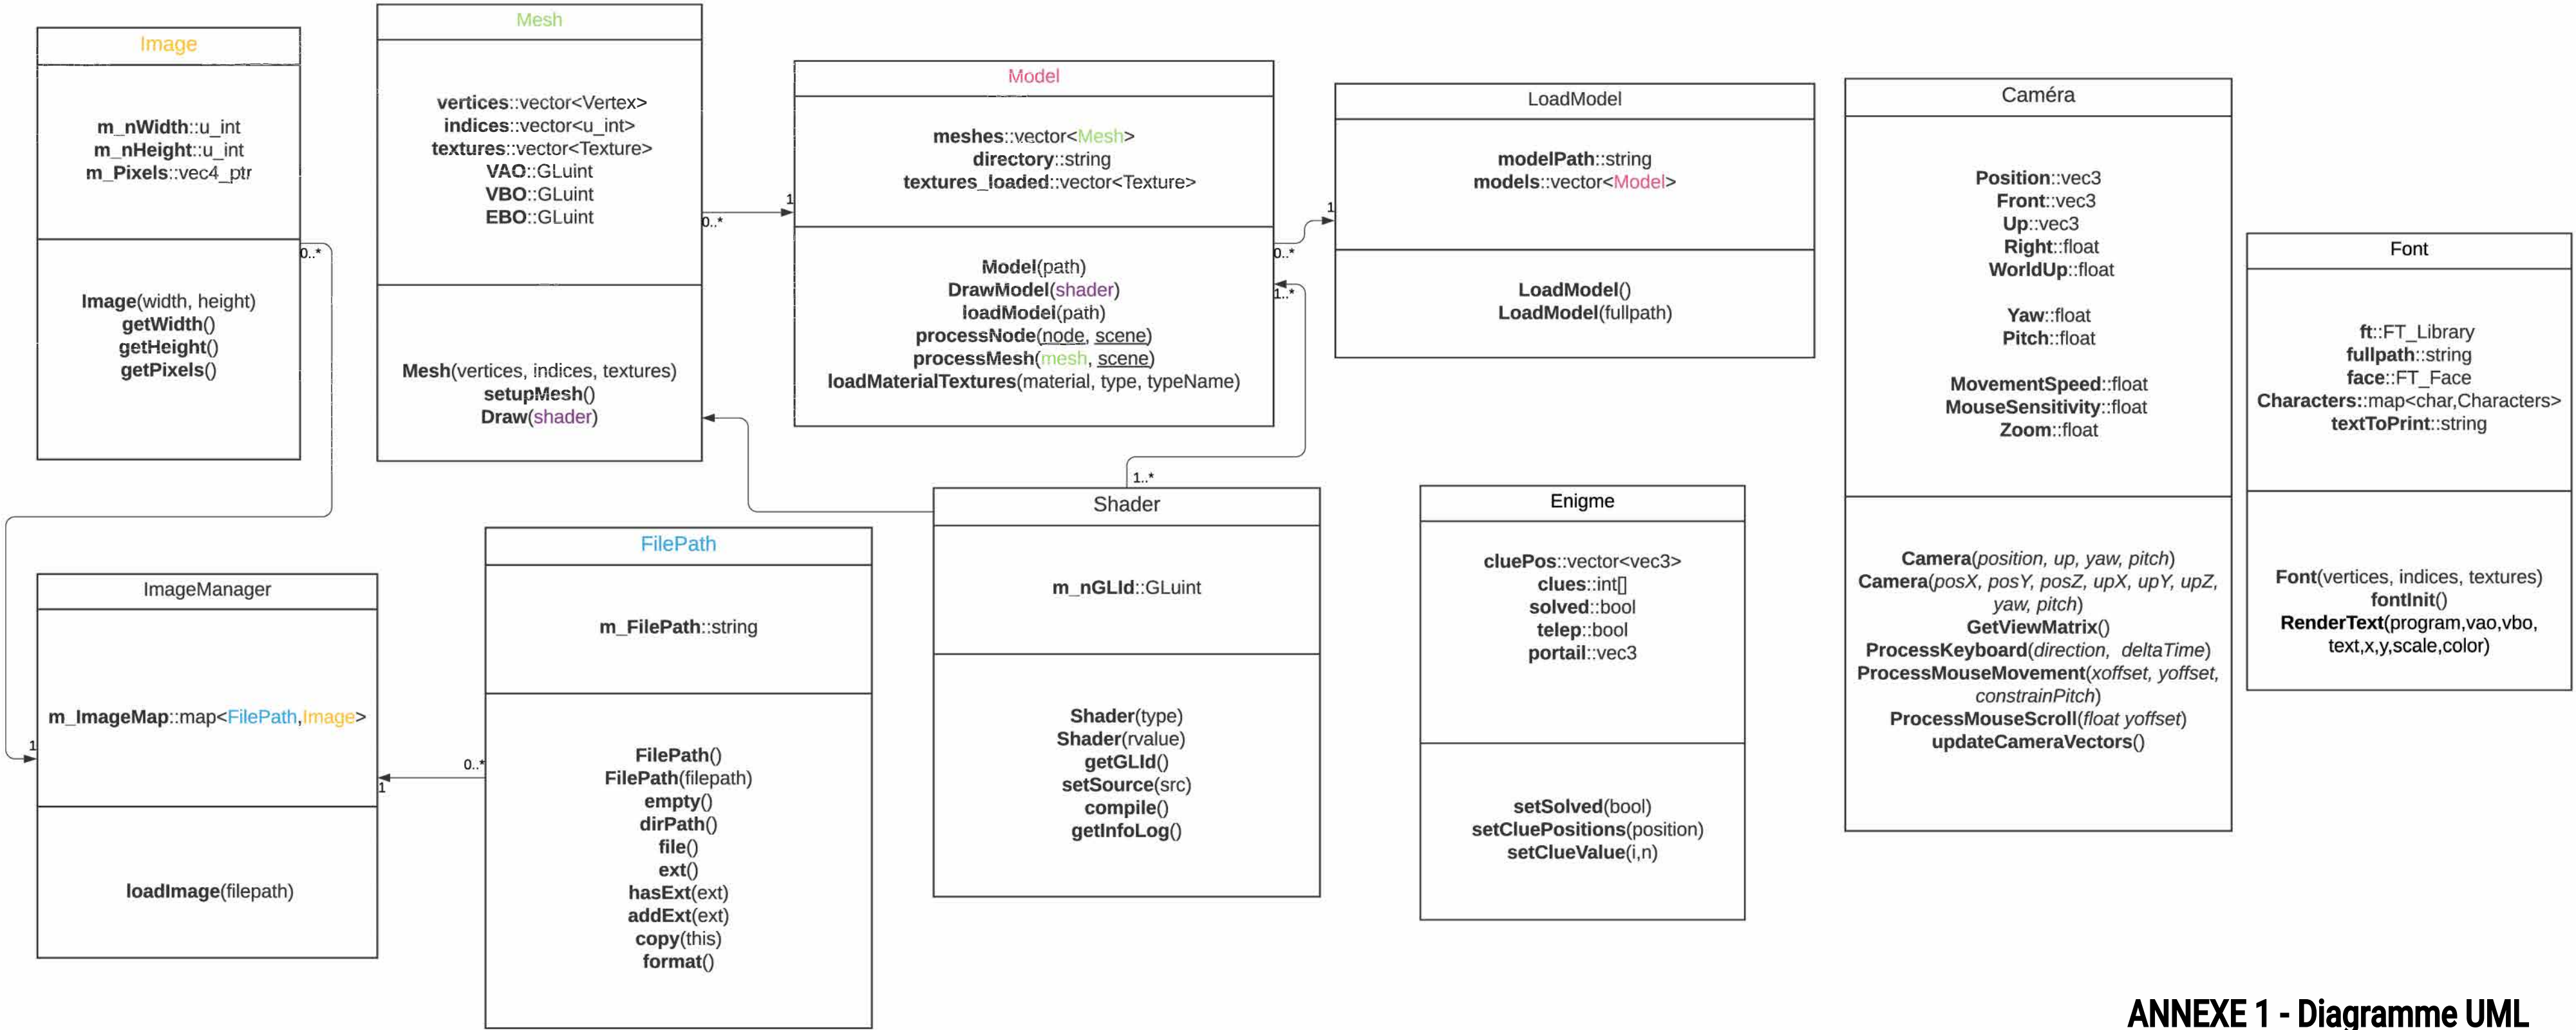 Image
m_nWidth::u_int
m_nHeight::u_int
m_Pixels::vec4_ptr
Image(width, height)
getWidth()
getHeight()
getPixels()
0..*
Mesh
vertices::vector<Vertex>
indices::vector<u_int>
textures::vector<Texture>
VAO::GLuint
VBO::GLuint
EBO::GLuint
Mesh(vertices, indices, textures)
setupMesh()
Draw(shader)
0..*
1
Model
meshes::vector<Mesh>
directory::string
textures_loaded::vector<Texture>
Model(path)
DrawModel(shader)
loadModel(path)
processNode(node, scene)
processMesh(mesh, scene)
loadMaterialTextures(material, type, typeName)
0..*
1
1..*
LoadModel
modelPath::string
models::vector<Model>
LoadModel()
LoadModel(fullpath)
Caméra
Position::vec3
Front::vec3
Up::vec3
Right::float
WorldUp::float
Yaw::float
Pitch::float
MovementSpeed::float
MouseSensitivity::float
Zoom::float
Camera(position, up, yaw, pitch)
Camera(posX, posY, posZ, upX, upY, upZ,
yaw, pitch)
GetViewMatrix()
ProcessKeyboard(direction, deltaTime)
ProcessMouseMovement(xoffset, yoffset,
constrainPitch)
ProcessMouseScroll(float yoffset)
updateCameraVectors()
Font
ft::FT_Library
fullpath::string
face::FT_Face
Characters::map<char,Characters>
textToPrint::string
Font(vertices, indices, textures)
fontInit()
RenderText(program,vao,vbo,
text,x,y,scale,color)
ImageManager
m_ImageMap::map<FilePath,Image>
loadImage(filepath)
1
1
0..*
FilePath
m_FilePath::string
FilePath()
FilePath(filepath)
empty()
dirPath()
file()
ext()
hasExt(ext)
addExt(ext)
copy(this)
format()
1..*
Shader
m_nGLId::GLuint
Shader(type)
Shader(rvalue)
getGLId()
setSource(src)
compile()
getInfoLog()
Enigme
cluePos::vector<vec3>
clues::int[]
solved::bool
telep::bool
portail::vec3
setSolved(bool)
setCluePositions(position)
setClueValue(i,n)
ANNEXE 1 - Diagramme UML